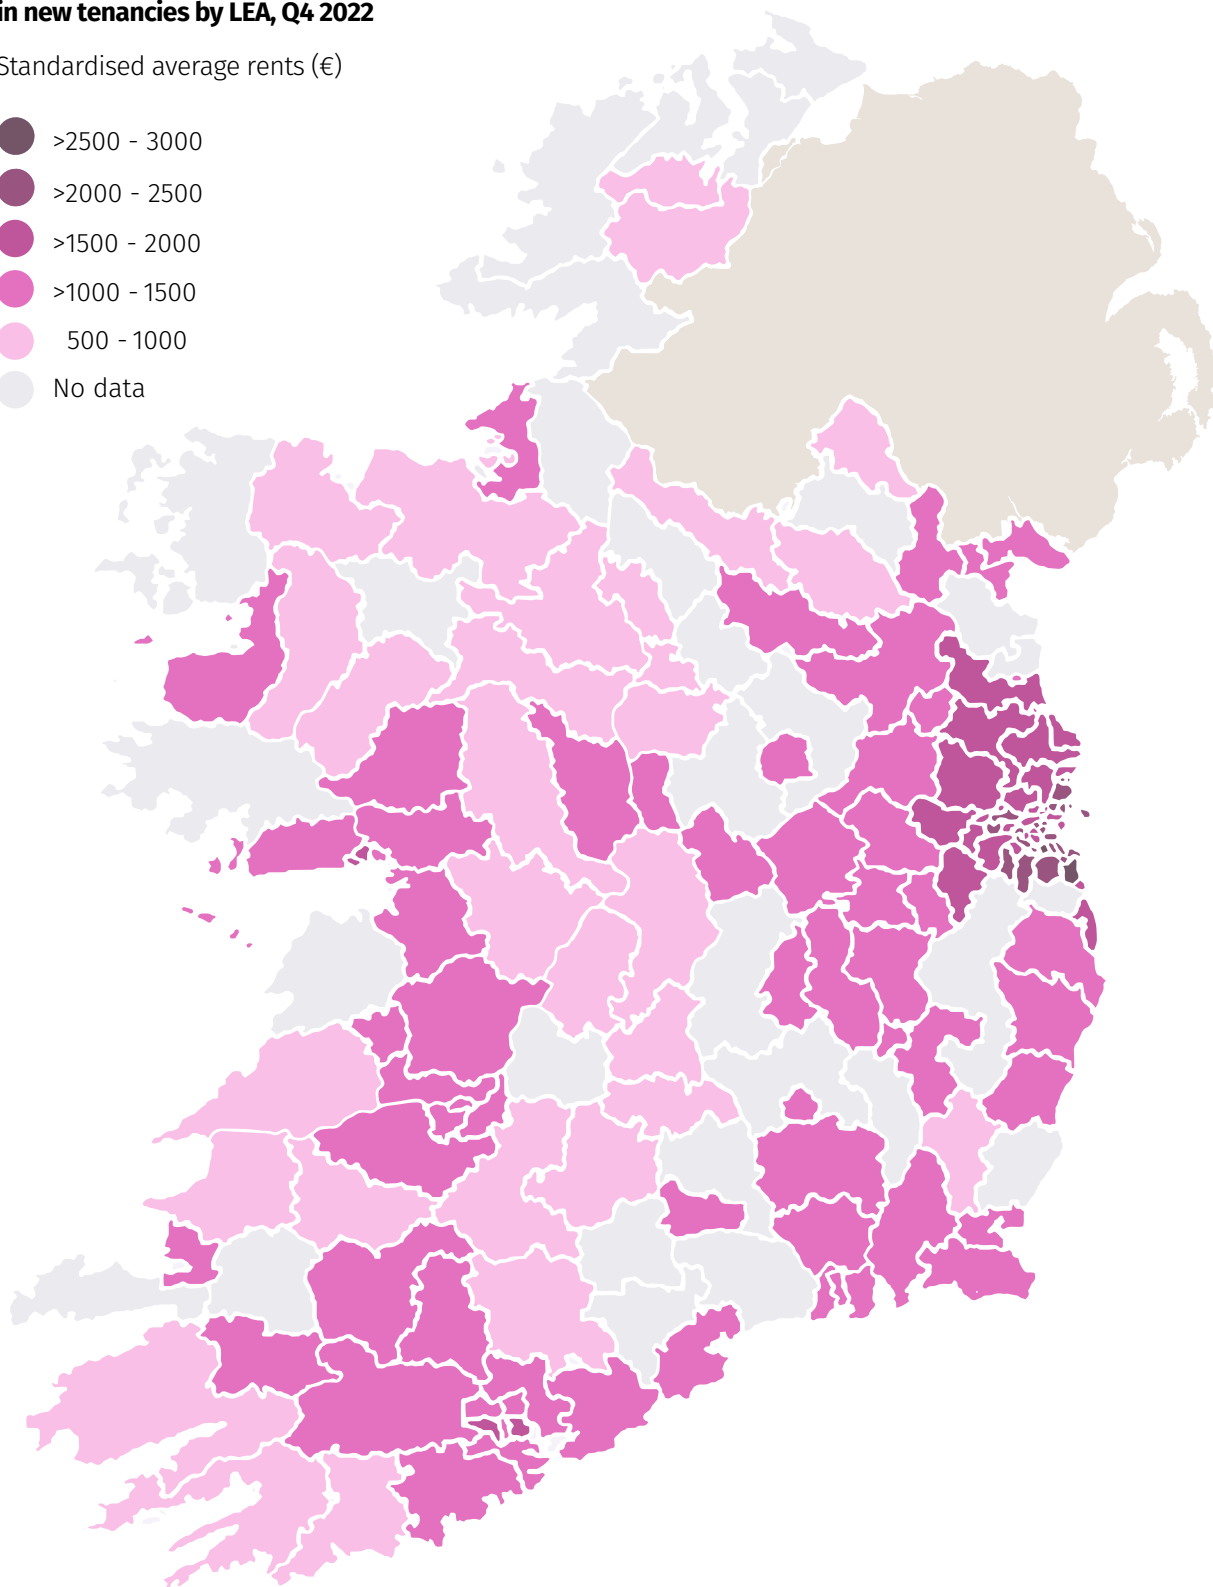 in new tenancies by LEA, Q4 2022
Standardised average rents (€)
>2500 - 3000
>2000 - 2500
>1500 - 2000
>1000 - 1500
500 - 1000
No data